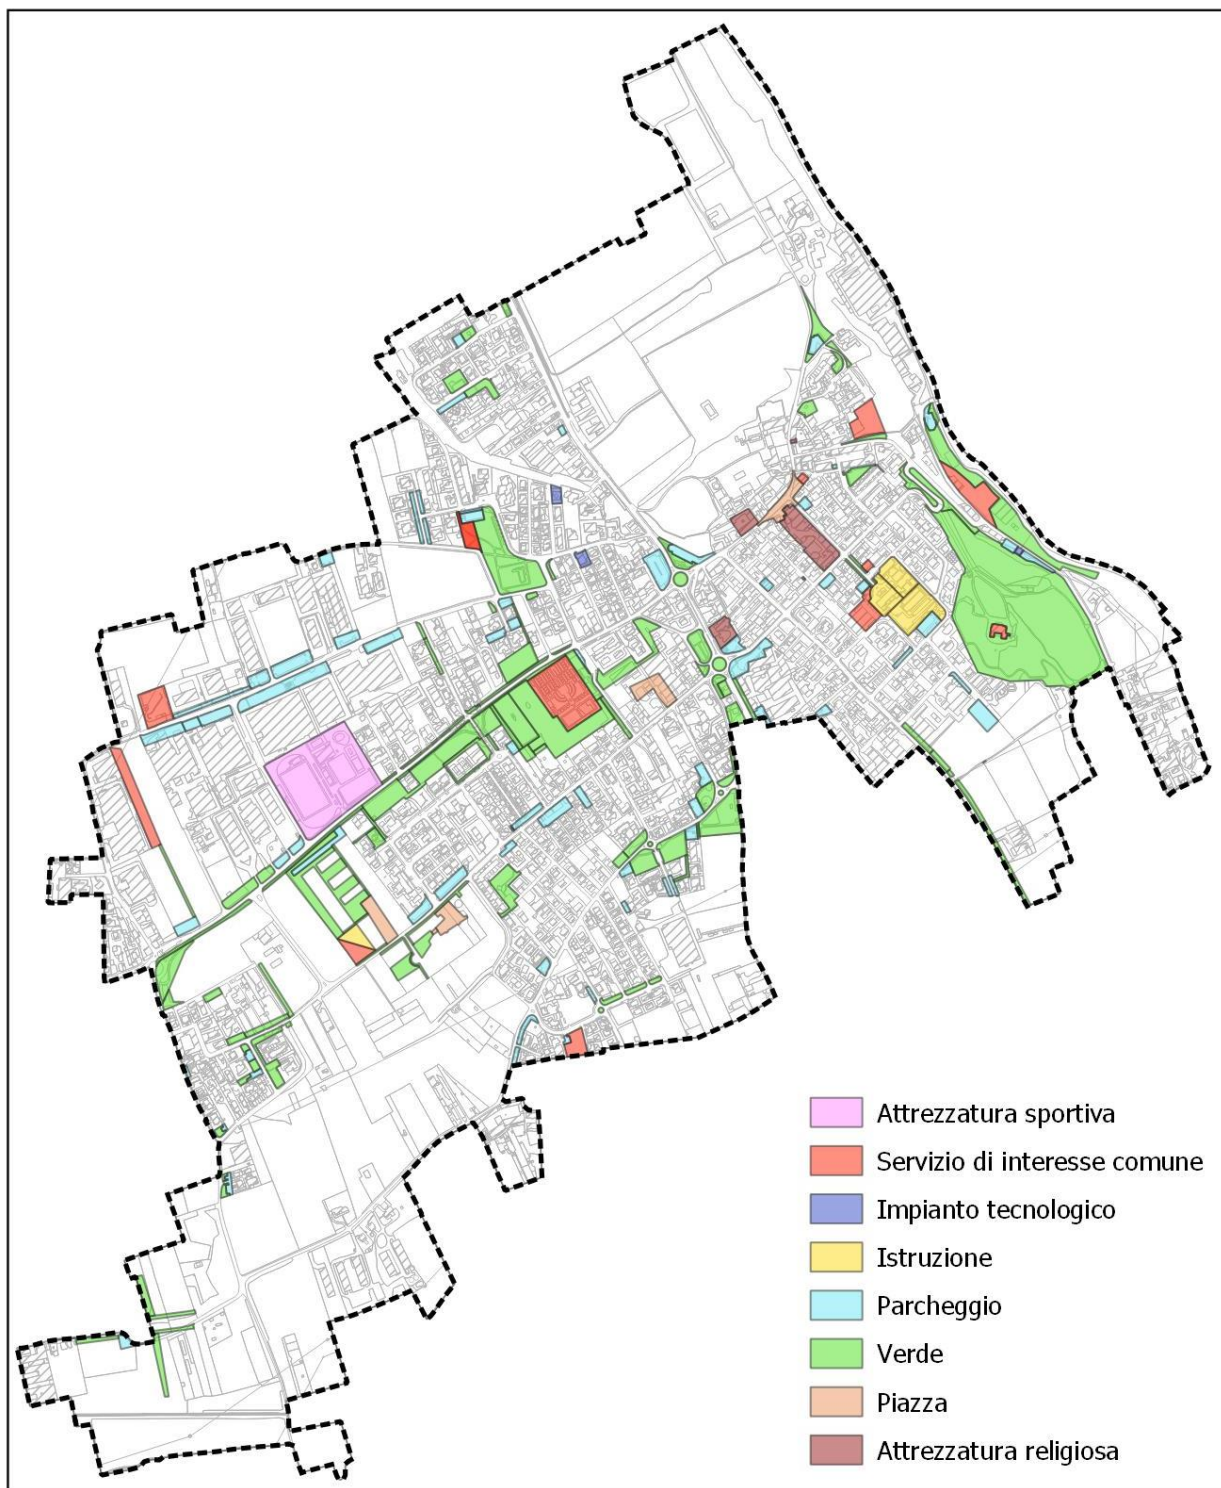 Attrezzatura sportiva
Servizio di interesse comune
Impianto tecnologico
Istruzione
Parcheggio
Verde
Piazza
Attrezzatura religiosa